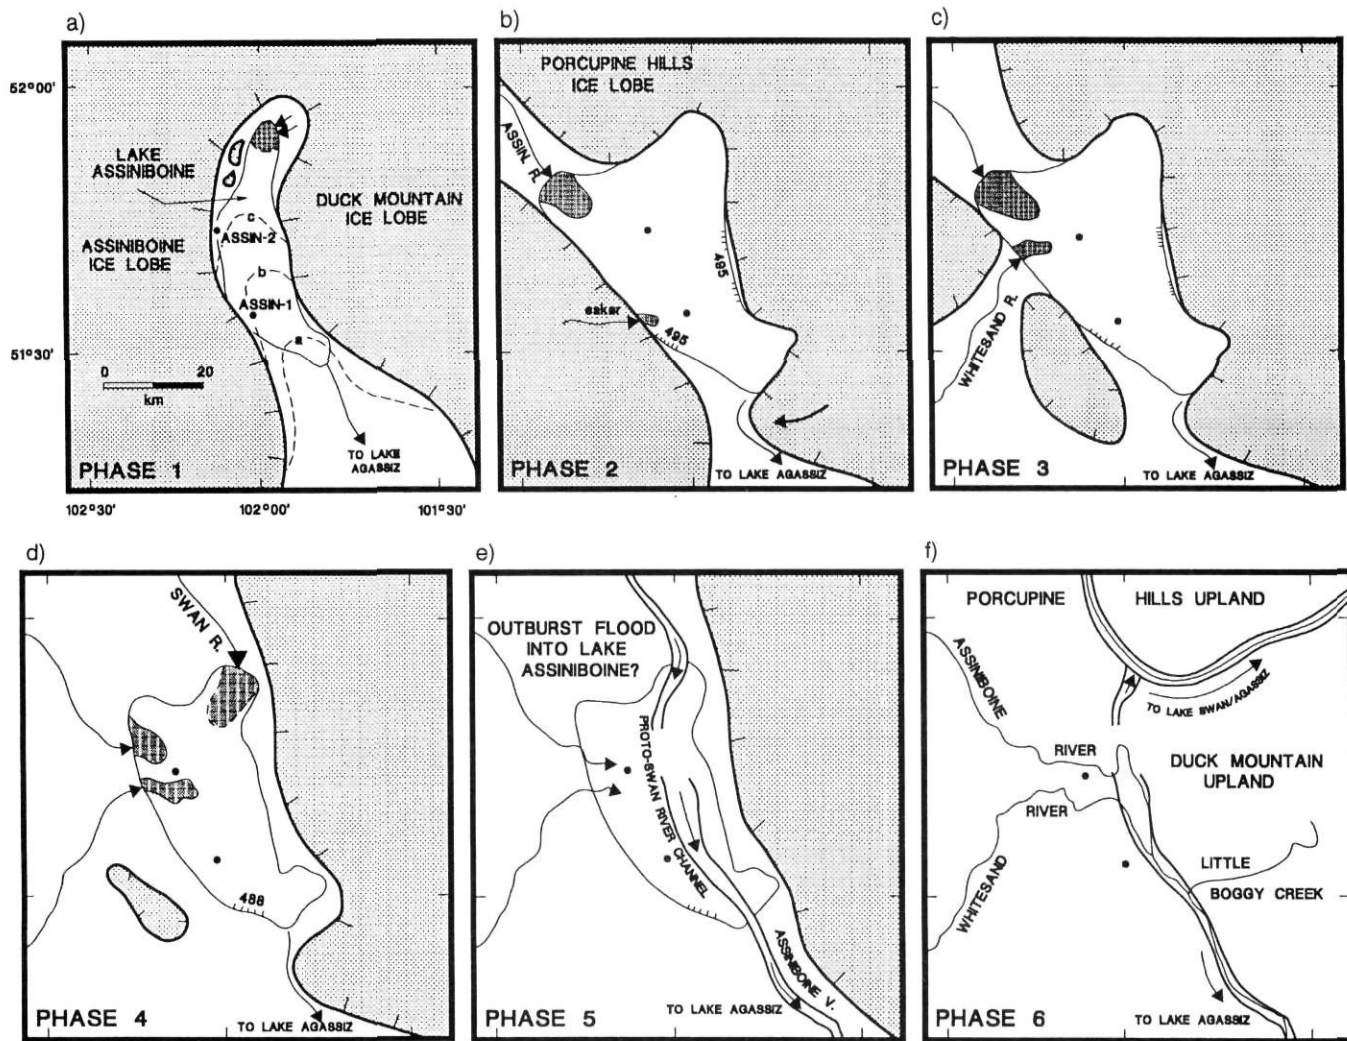 a)
52°00'
LAKE
ASSINIBOINE
DUCK MOUNTAIN
ICE LOBE
c
ASSIN-2
ASSINIBOINE
ICE LOBE
b
ASSIN-1
a
51°30'
0 20
km
TO LAKE
AGASSIZ
PHASE 1
102°30' 102°00' 101°30'
b)
PORCUPINE HILLS
ICE LOBE
ASSIN. R.
495
esker
495
PHASE 2
TO LAKE AGASSIZ
c)
495
WHITESAND R.
PHASE 3
TO LAKE AGASSIZ
d)
SWAN R.
488
PHASE 4
TO LAKE AGASSIZ
e)
OUTBURST FLOOD
INTO LAKE
ASSINIBOINE?
PROTO-SWAN RIVER CHANNEL
ASSINIBOINE V.
PHASE 5
TO LAKE AGASSIZ
f)
PORCUPINE HILLS UPLAND
ASSINIBOINE
RIVER
TO LAKE SWAN/AGASSIZ
DUCK MOUNTAIN
UPLAND
WHITESAND
RIVER
LITTLE
BOGGY CREEK
PHASE 6
TO LAKE AGASSIZ